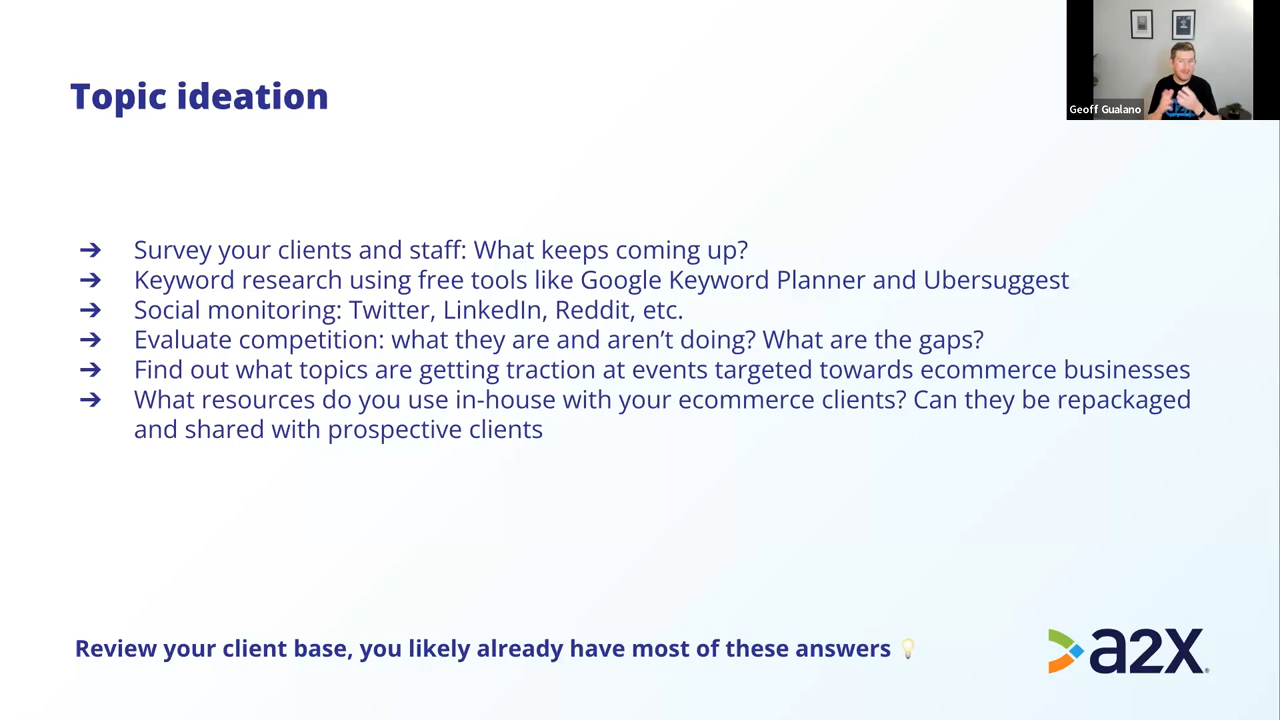 Topic ideation
Geoff Gualano
➔ Survey your clients and staff: What keeps coming up?
➔ Keyword research using free tools like Google Keyword Planner and Ubersuggest
➔ Social monitoring: Twitter, LinkedIn, Reddit, etc.
➔ Evaluate competition: what they are and aren’t doing? What are the gaps?
➔ Find out what topics are getting traction at events targeted towards ecommerce businesses
➔ What resources do you use in-house with your ecommerce clients? Can they be repackaged
and shared with prospective clients
Review your client base, you likely already have most of these answers 💡
a2X®